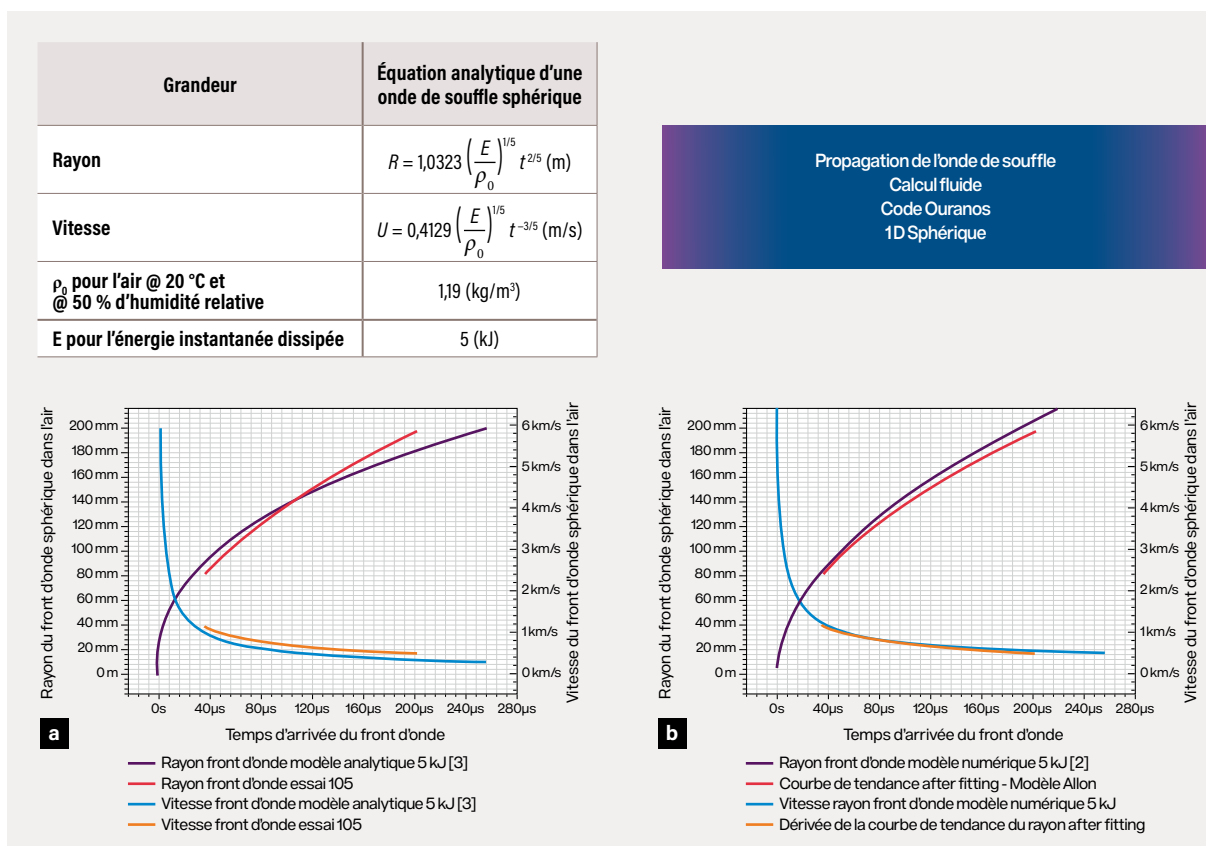 Grandeur
Équation analytique d'une
onde de souffle sphérique
Rayon
R = 1,0323 (E/ρ₀)^1/5 t^2/5 (m)
Vitesse
U = 0,4129 (E/ρ₀)^1/5 t^−3/5 (m/s)
ρ₀ pour l'air @ 20 °C et
@ 50 % d'humidité relative
1,19 (kg/m³)
E pour l'énergie instantanée dissipée
5 (kJ)
Propagation de l'onde de souffle
Calcul fluide
Code Ouranos
1D Sphérique
Rayon du front d'onde sphérique dans l'air
200 mm
180 mm
160 mm
140 mm
120 mm
100 mm
80 mm
60 mm
40 mm
20 mm
0 m
6 km/s
5 km/s
4 km/s
3 km/s
2 km/s
1 km/s
0 km/s
Vitesse du front d'onde sphérique dans l'air
0s 40µs 80µs 120µs 160µs 200µs 240µs 280µs
Temps d'arrivée du front d'onde
a
Rayon front d'onde modèle analytique 5 kJ [3]
Rayon front d'onde essai 105
Vitesse front d'onde modèle analytique 5 kJ [3]
Vitesse front d'onde essai 105
Rayon du front d'onde sphérique dans l'air
200 mm
180 mm
160 mm
140 mm
120 mm
100 mm
80 mm
60 mm
40 mm
20 mm
0 m
6 km/s
5 km/s
4 km/s
3 km/s
2 km/s
1 km/s
0 km/s
Vitesse du front d'onde sphérique dans l'air
0s 40µs 80µs 120µs 160µs 200µs 240µs 280µs
Temps d'arrivée du front d'onde
b
Rayon front d'onde modèle numérique 5 kJ [2]
Courbe de tendance after fitting - Modèle Allon
Vitesse rayon front d'onde modèle numérique 5 kJ
Dérivée de la courbe de tendance du rayon after fitting